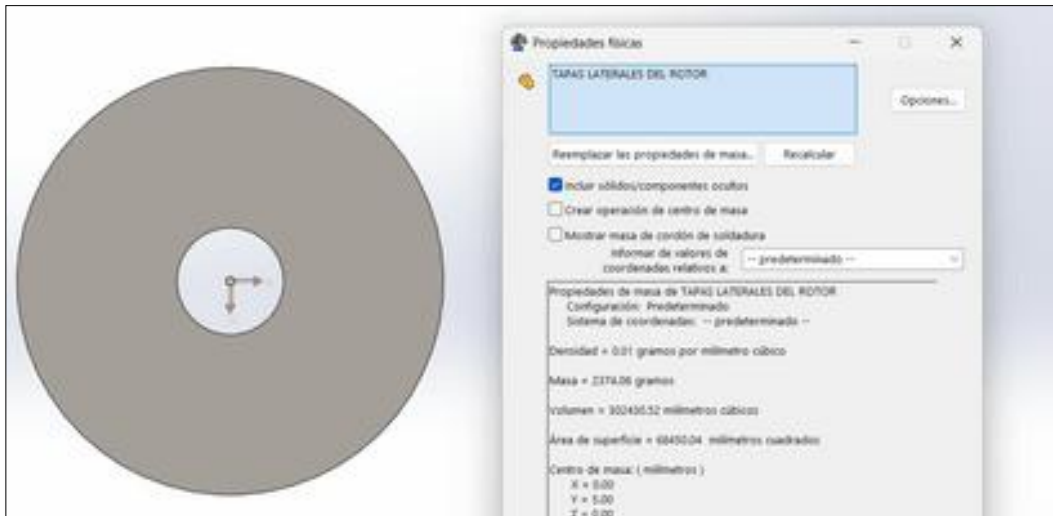 Propiedades físicas
TAPAS LATERALES DEL ROTOR
Opciones...
Reemplazar las propiedades de masa...
Recalcular
Incluir sólidos/componentes ocultos
Crear operación de centro de masa
Mostrar masa de cordón de soldadura
Informar de valores de
coordenadas relativos a:
-- predeterminado --
Propiedades de masa de TAPAS LATERALES DEL ROTOR
Configuración: Predeterminado
Sistema de coordenadas: -- predeterminado --
Densidad = 0.01 gramos por milímetro cúbico
Masa = 2374.06 gramos
Volumen = 302430.52 milímetros cúbicos
Área de superficie = 68450.04 milímetros cuadrados
Centro de masa: ( milímetros )
X = 0.00
Y = 5.00
Z = 0.00